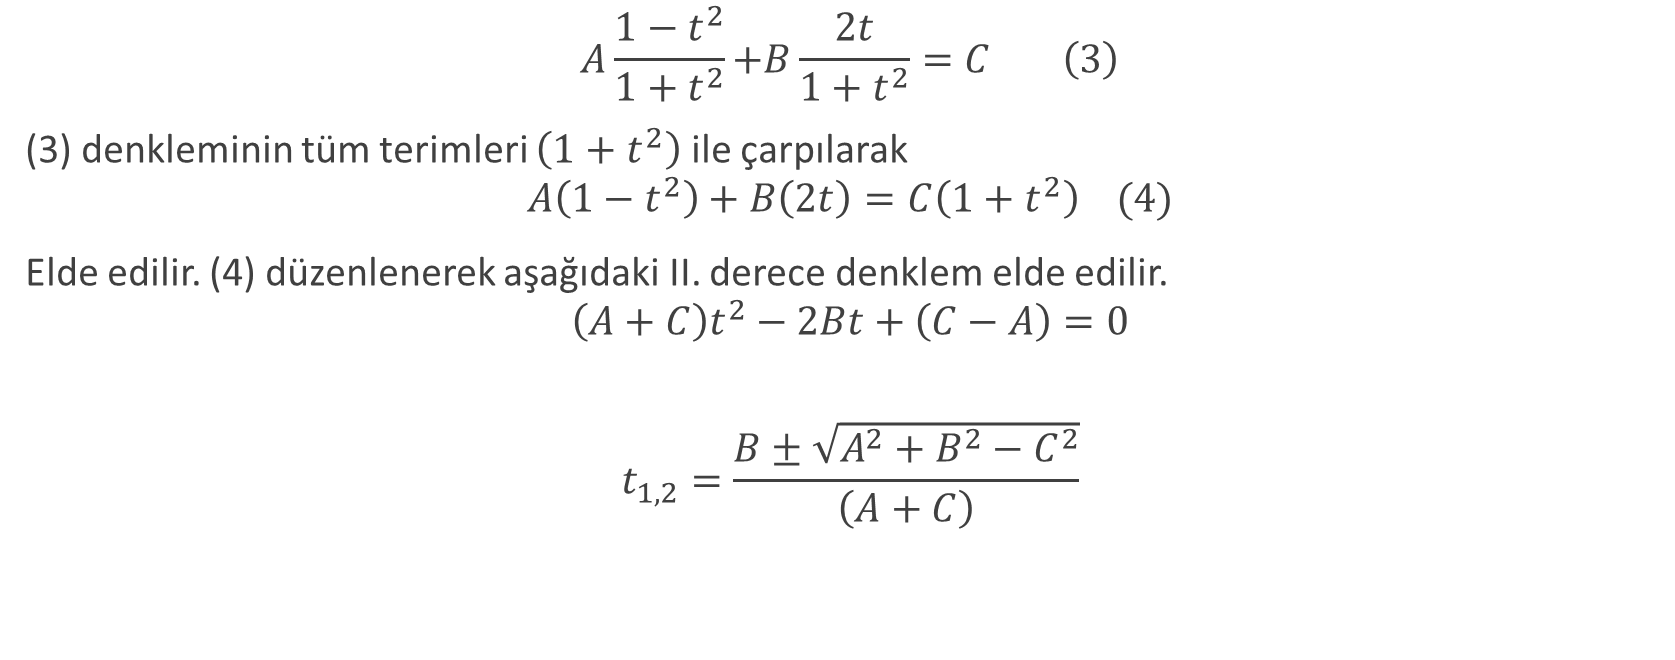 A (1 − t²)/(1 + t²) +B 2t/(1 + t²) = C (3)
(3) denkleminin tüm terimleri (1 + t²) ile çarpılarak
A(1 − t²) + B(2t) = C(1 + t²) (4)
Elde edilir. (4) düzenlenerek aşağıdaki II. derece denklem elde edilir.
(A + C)t² − 2Bt + (C − A) = 0
t₁,₂ = (B ± √(A² + B² − C²))/(A + C)